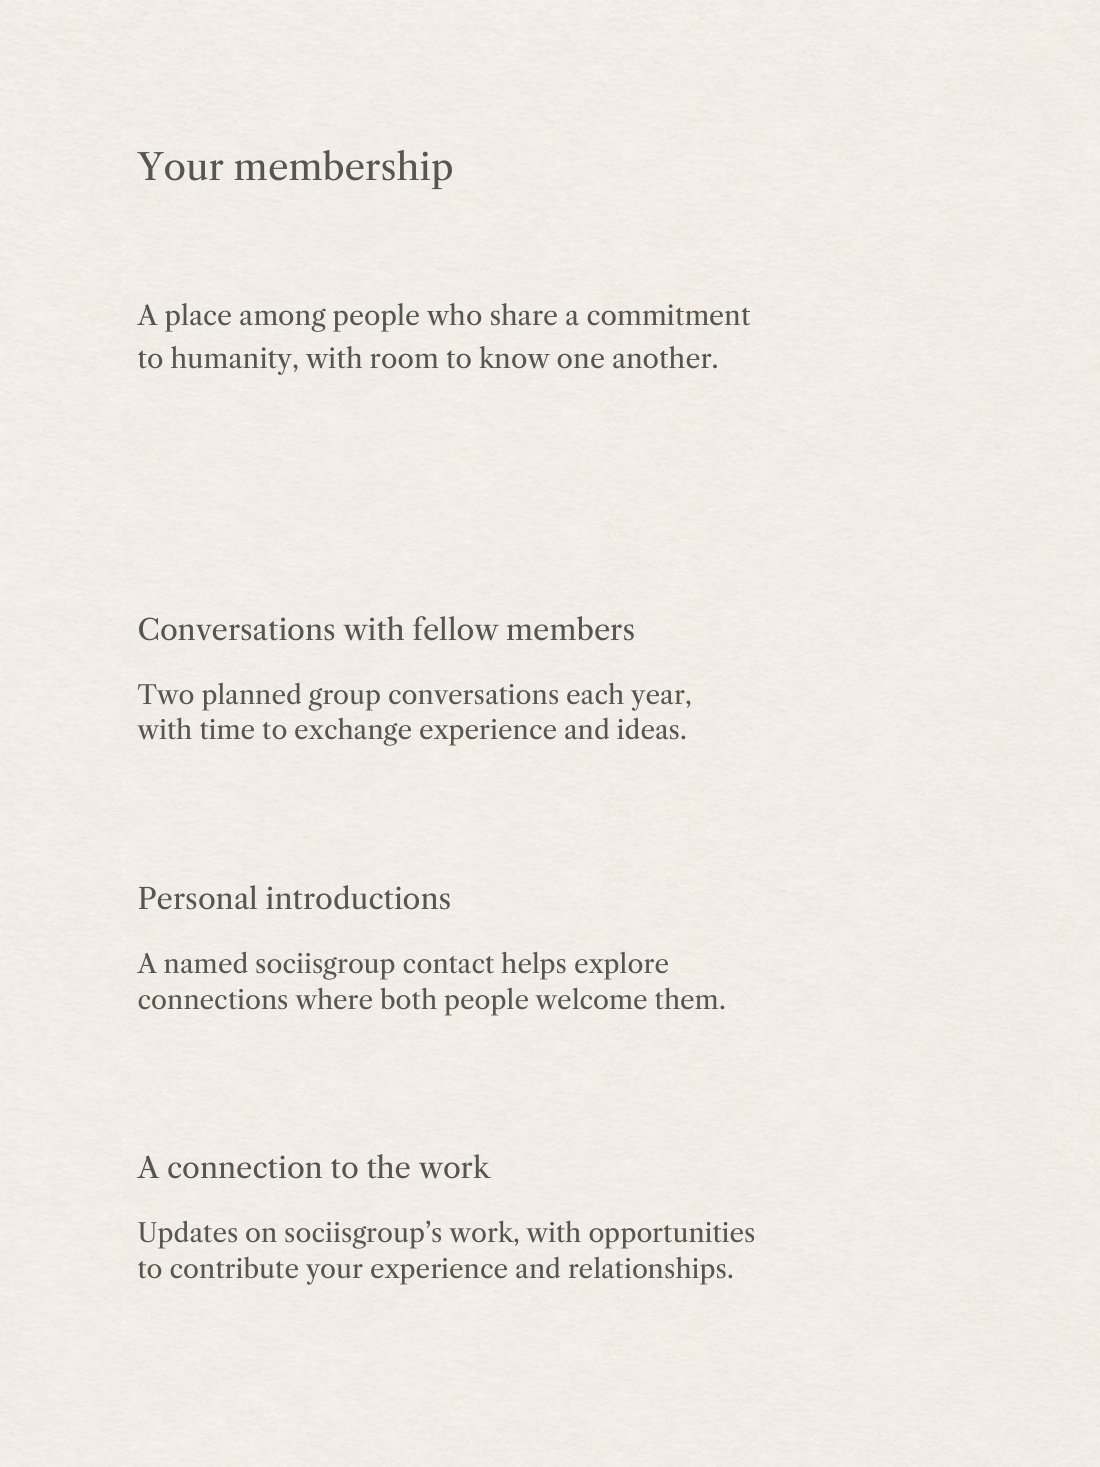 Your membership
A place among people who share a commitment
to humanity, with room to know one another.
Conversations with fellow members
Two planned group conversations each year,
with time to exchange experience and ideas.
Personal introductions
A named sociisgroup contact helps explore
connections where both people welcome them.
A connection to the work
Updates on sociisgroup’s work, with opportunities
to contribute your experience and relationships.